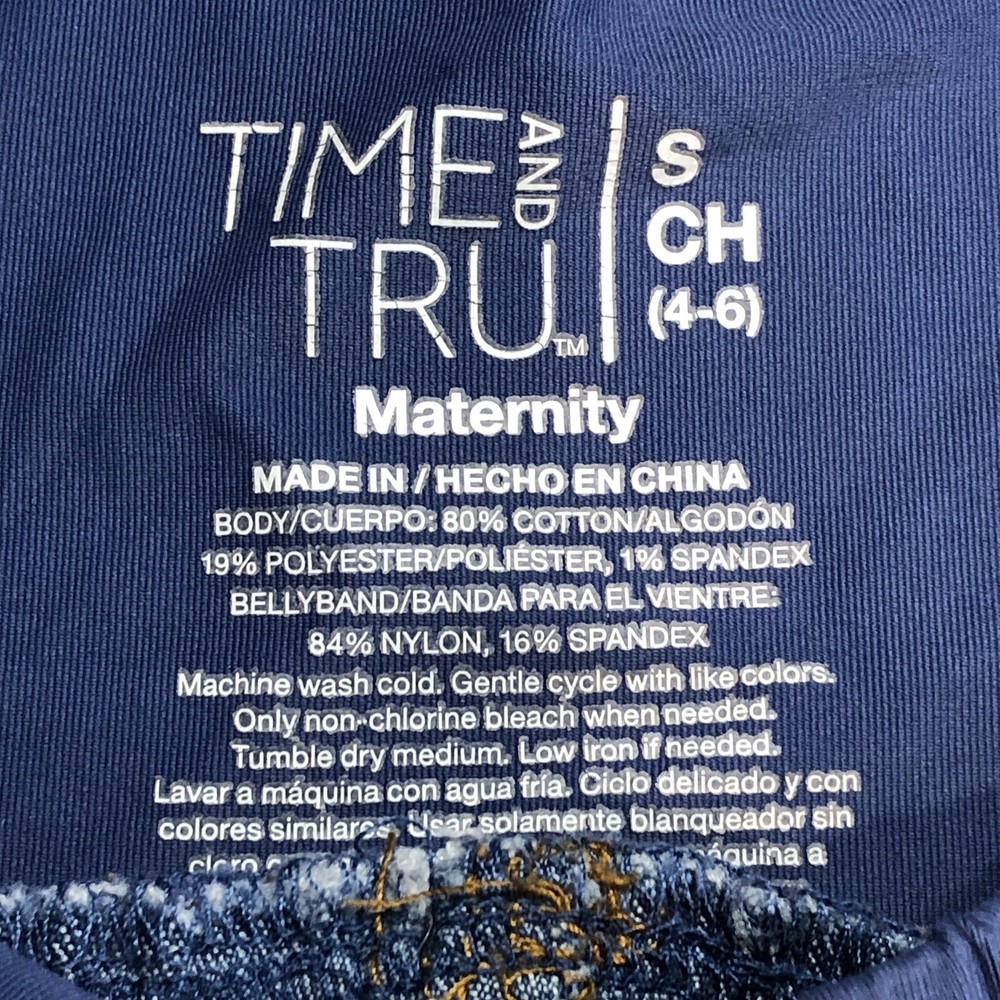 TIME AND
TRU™
S
CH
(4-6)
Maternity
MADE IN / HECHO EN CHINA
BODY/CUERPO: 80% COTTON/ALGODÓN
19% POLYESTER/POLIÉSTER, 1% SPANDEX
BELLYBAND/BANDA PARA EL VIENTRE:
84% NYLON, 16% SPANDEX
Machine wash cold. Gentle cycle with like colors.
Only non-chlorine bleach when needed.
Tumble dry medium. Low iron if needed.
Lavar a máquina con agua fría. Ciclo delicado y con
colores similares. Usar solamente blanqueador sin
cloro a